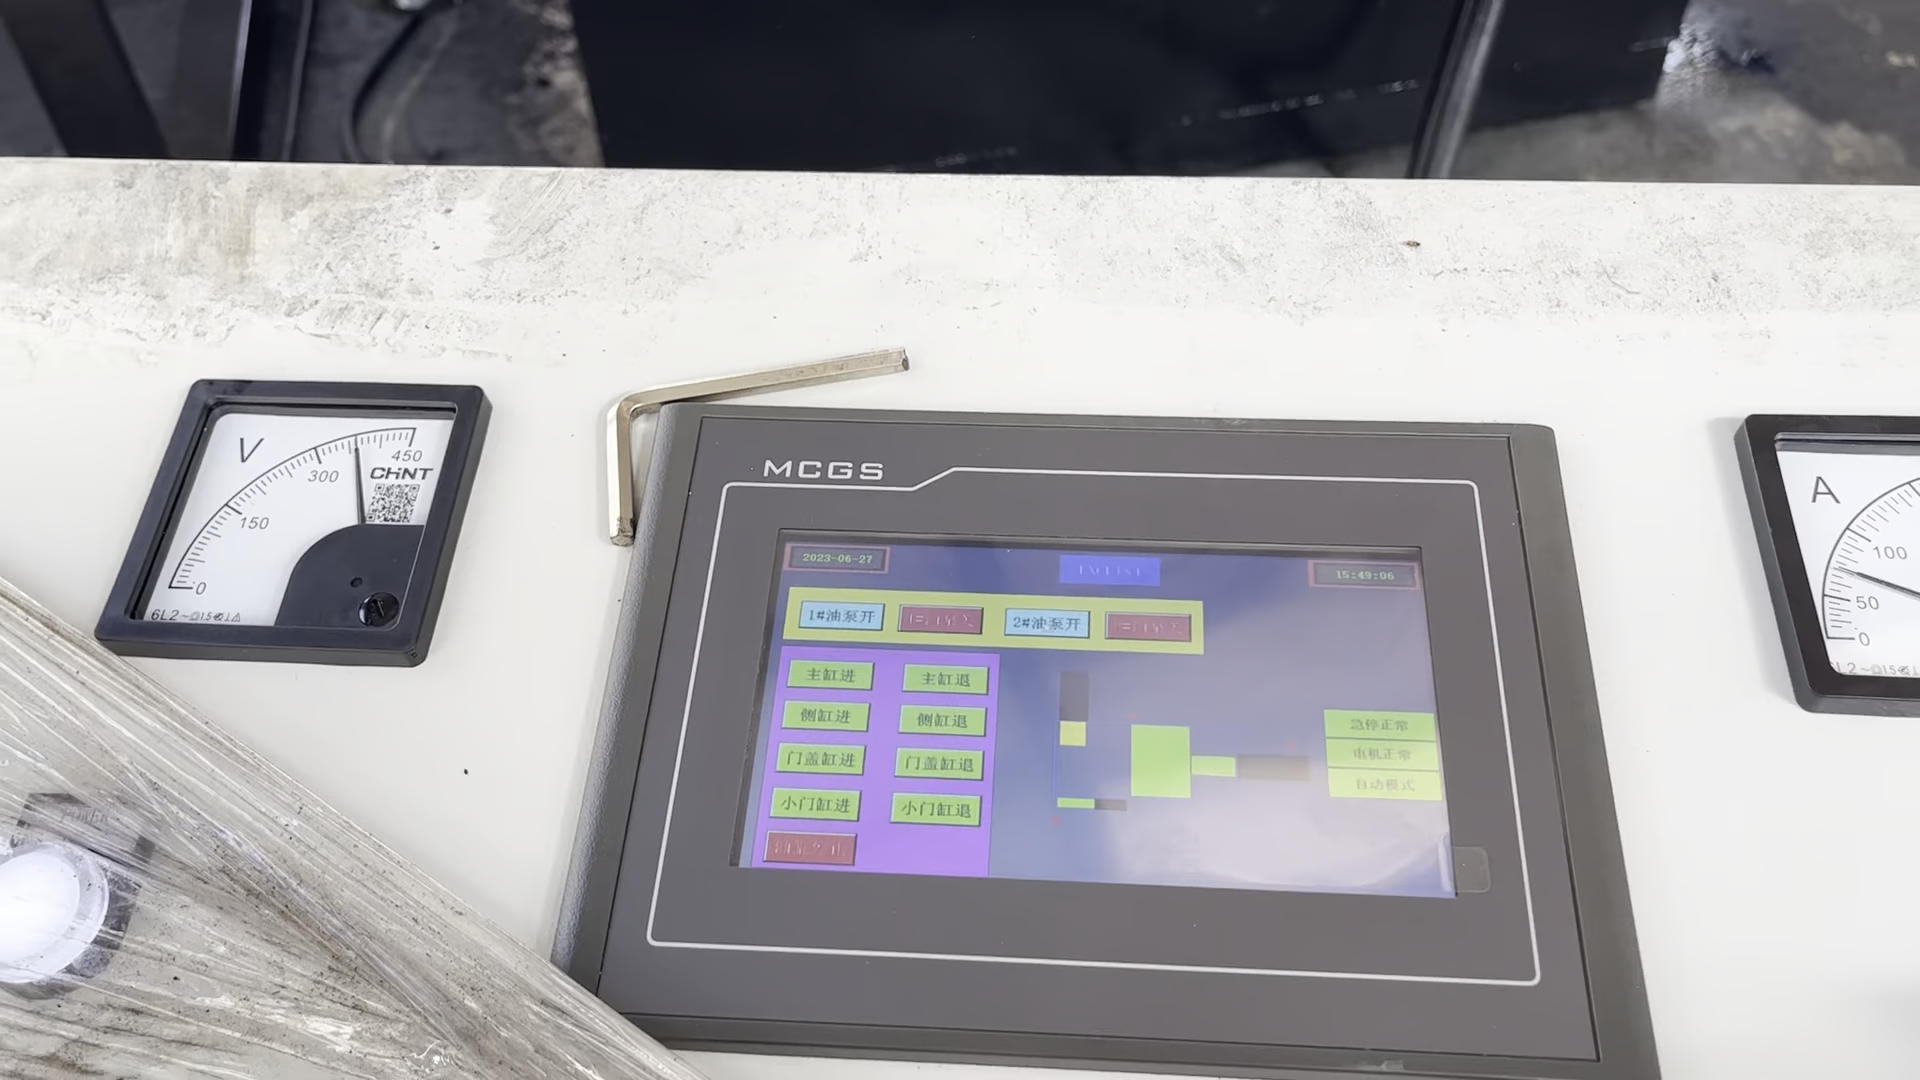 V
450
300
CHNT
150
0
6L2
MCGS
2023-06-27
15:49:06
1#油泵开
2#油泵开
主缸进
主缸退
侧缸进
侧缸退
门盖缸进
门盖缸退
小门缸进
小门缸退
急停正常
电机正常
自动模式
A
100
50
0
POWER